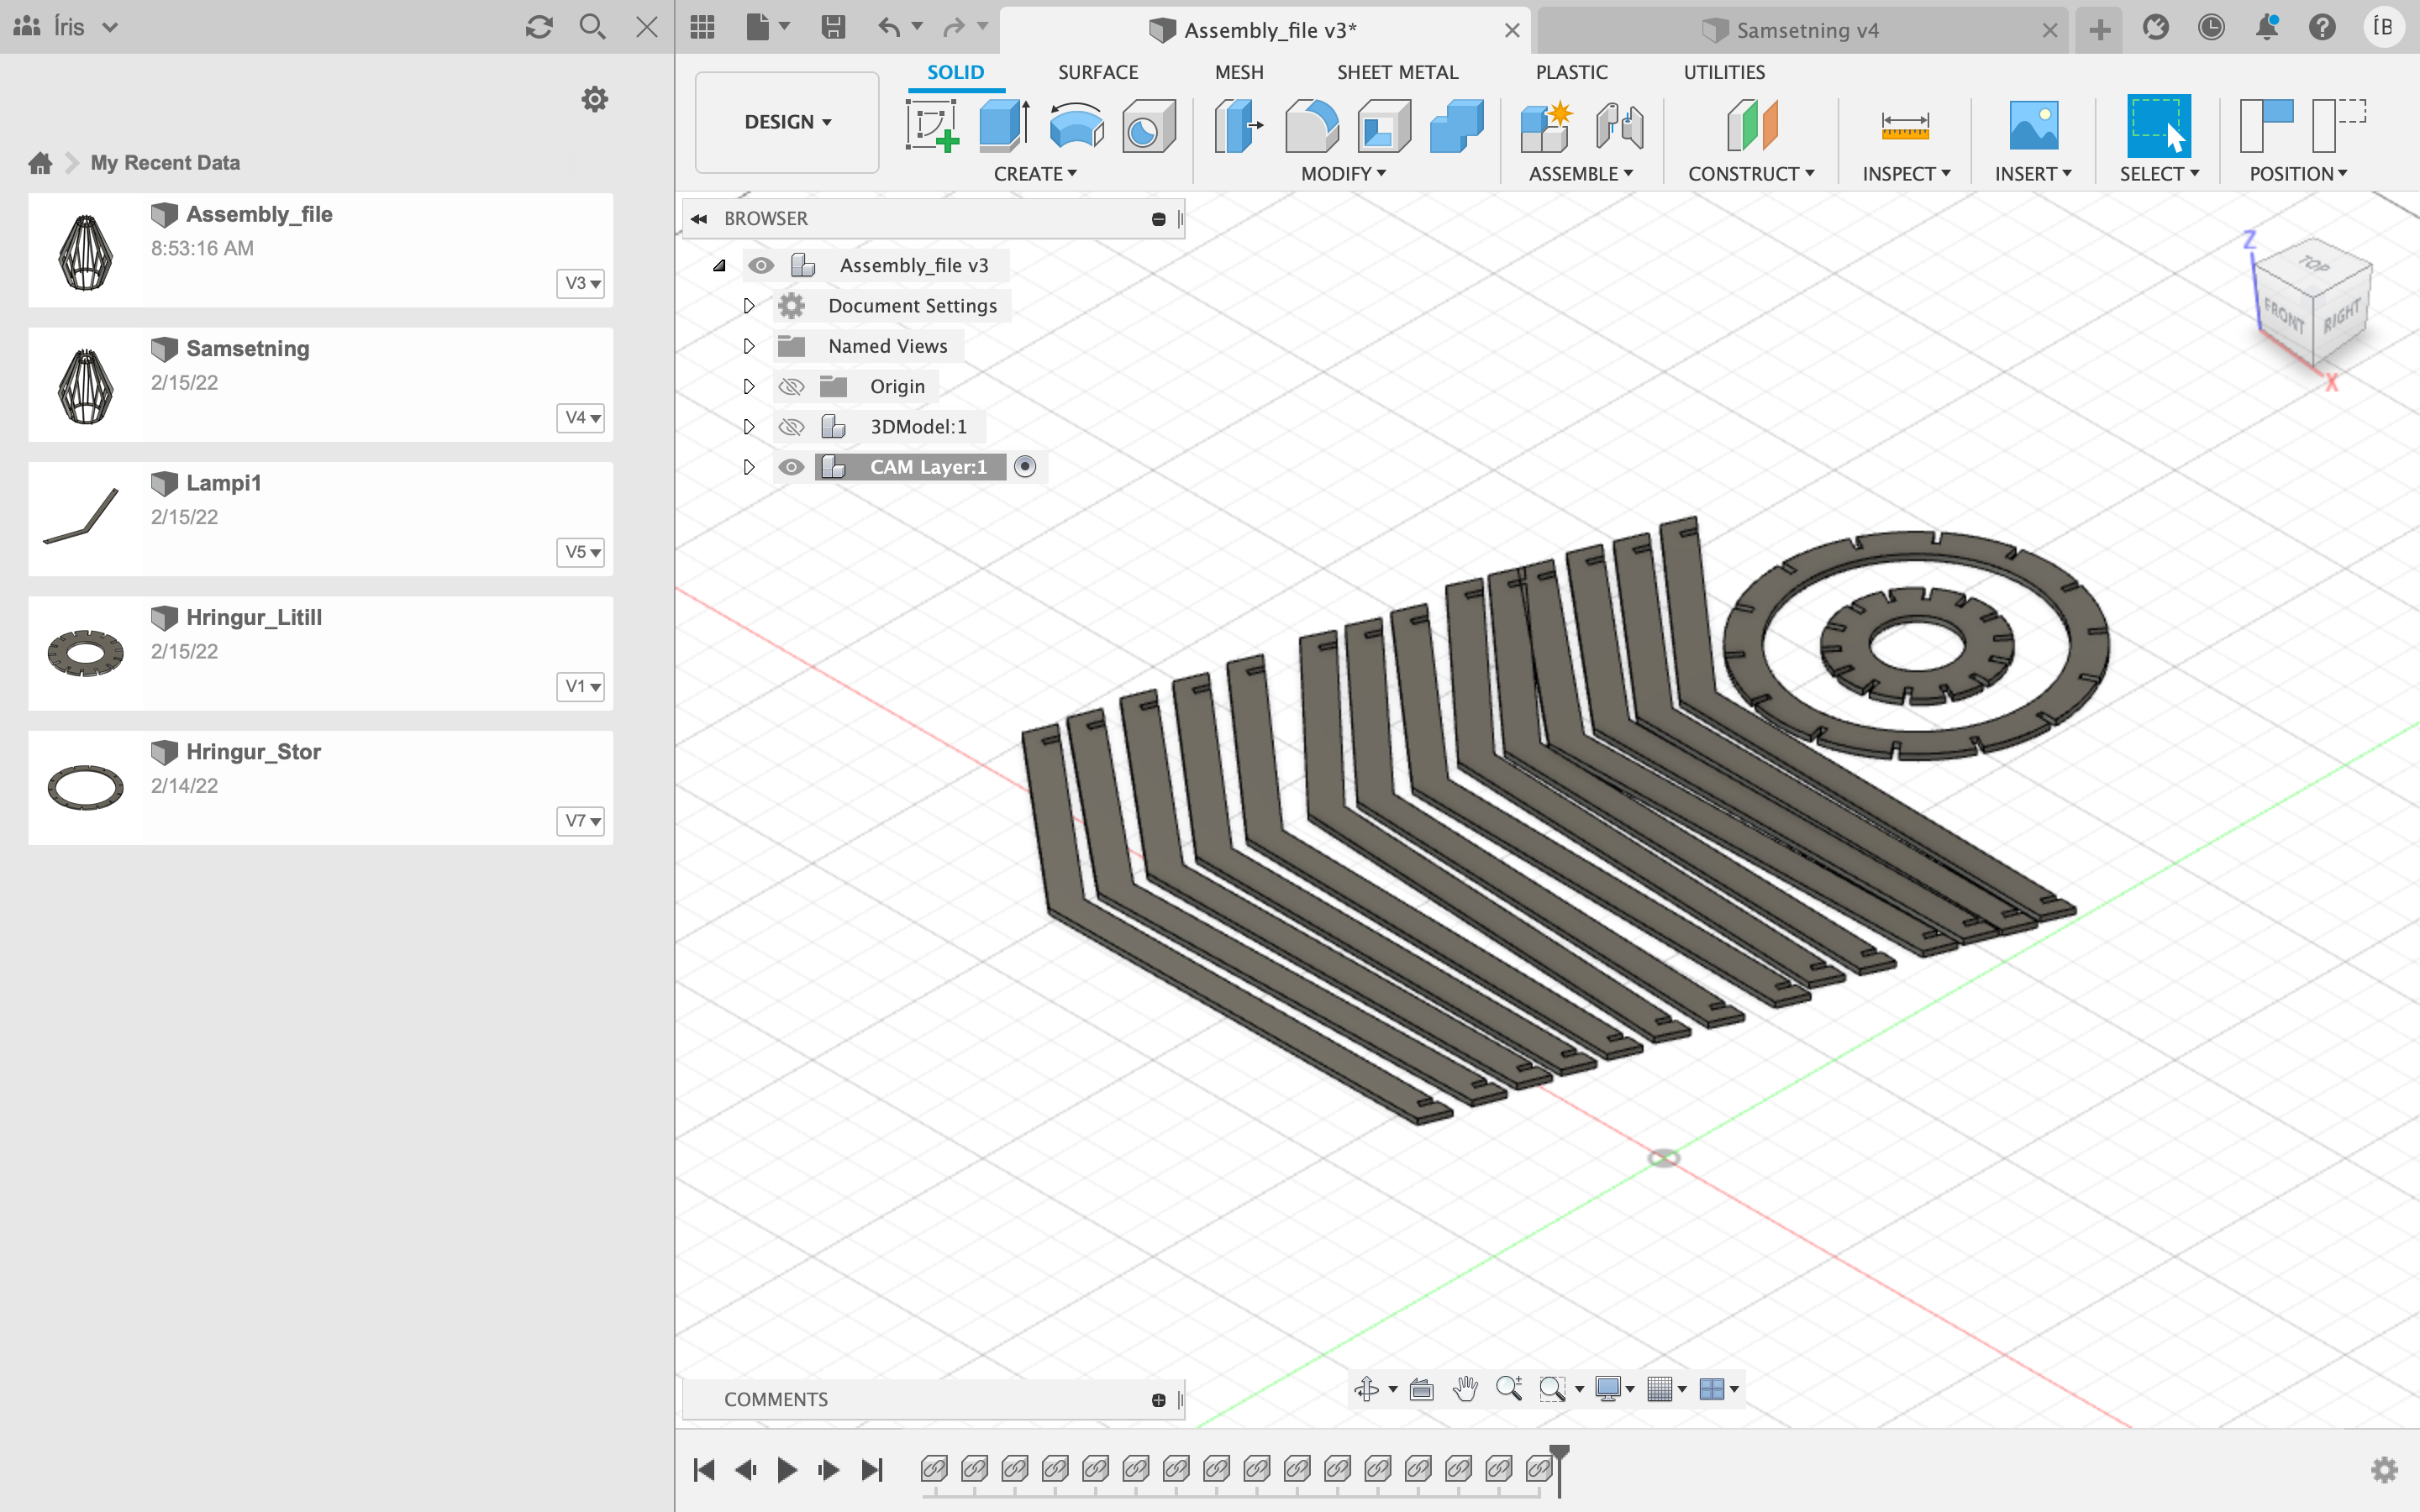 Íris
Assembly_file v3*
Samsetning v4
ÍB
DESIGN
SOLID
SURFACE
MESH
SHEET METAL
PLASTIC
UTILITIES
CREATE
MODIFY
ASSEMBLE
CONSTRUCT
INSPECT
INSERT
SELECT
POSITION
My Recent Data
Assembly_file
8:53:16 AM
V3
Samsetning
2/15/22
V4
Lampi1
2/15/22
V5
Hringur_Litill
2/15/22
V1
Hringur_Stor
2/14/22
V7
BROWSER
Assembly_file v3
Document Settings
Named Views
Origin
3DModel:1
CAM Layer:1
Z
TOP
FRONT
RIGHT
X
COMMENTS